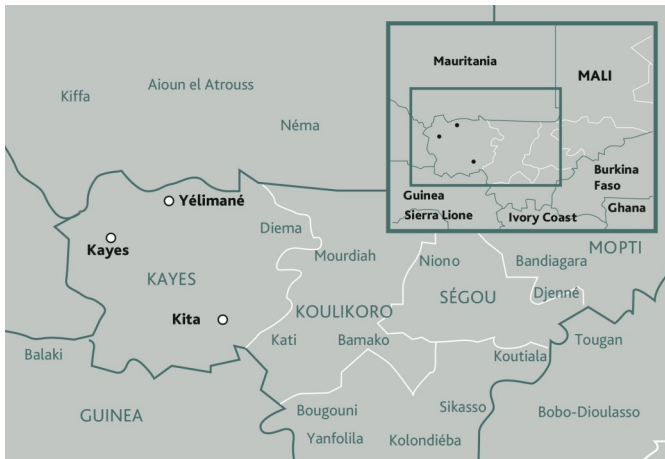 Mauritania
MALI
Burkina
Faso
Guinea
Sierra Lione
Ivory Coast
Ghana
Kiffa
Aioun el Atrouss
Néma
Yélimané
Diema
Kayes
Mourdiah
Niono
Bandiagara
MOPTI
KAYES
SÉGOU
Djenné
Kita
KOULIKORO
Kati
Bamako
Koutiala
Tougan
Balaki
GUINEA
Bougouni
Sikasso
Bobo-Dioulasso
Yanfolila
Kolondiéba